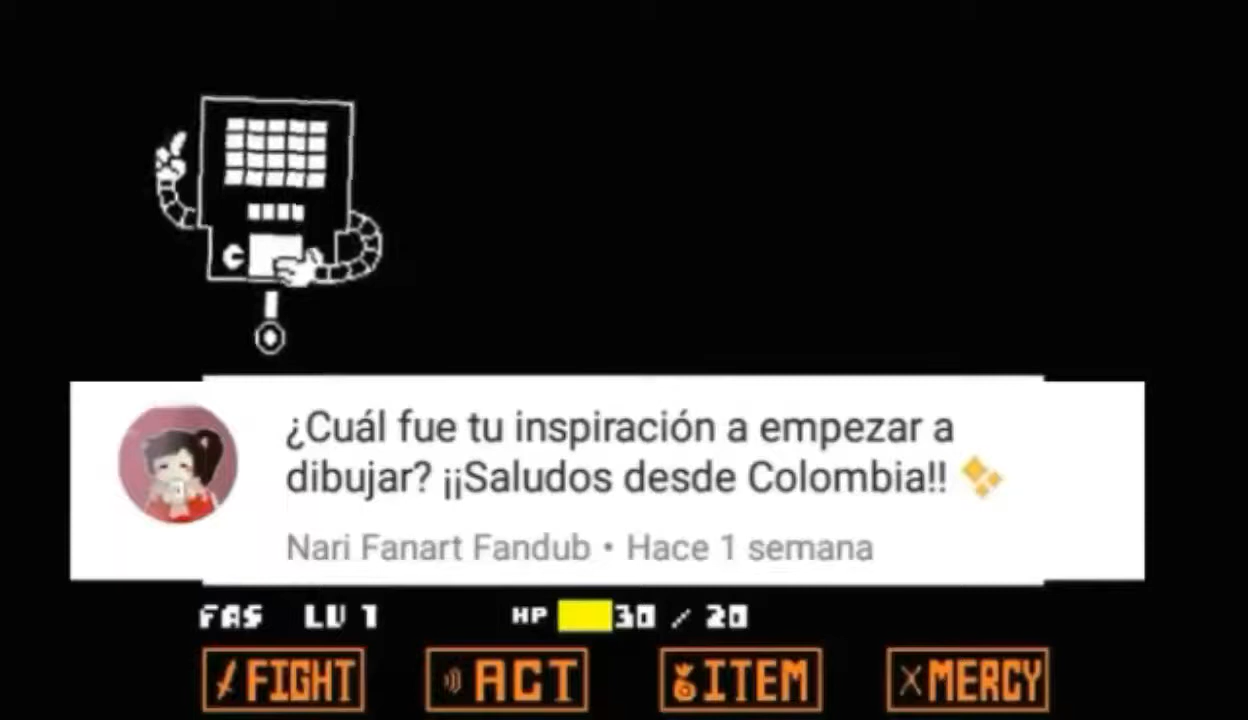 ¿Cuál fue tu inspiración a empezar a
dibujar? ¡¡Saludos desde Colombia!! ✨
Nari Fanart Fandub • Hace 1 semana
FAS LV 1 HP 30 / 20
FIGHT ACT ITEM MERCY